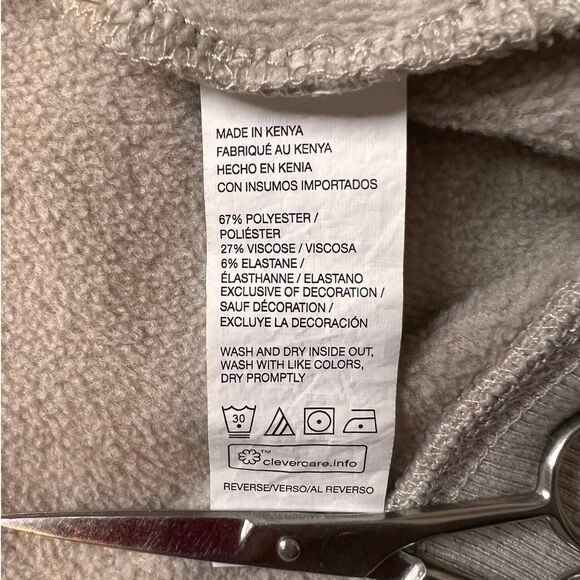 MADE IN KENYA
FABRIQUÉ AU KENYA
HECHO EN KENIA
CON INSUMOS IMPORTADOS
67% POLYESTER /
POLIÉSTER
27% VISCOSE / VISCOSA
6% ELASTANE /
ÉLASTHANNE / ELASTANO
EXCLUSIVE OF DECORATION /
SAUF DÉCORATION /
EXCLUYE LA DECORACIÓN
WASH AND DRY INSIDE OUT,
WASH WITH LIKE COLORS,
DRY PROMPTLY
30
™ clevercare.info
REVERSE/VERSO/AL REVERSO